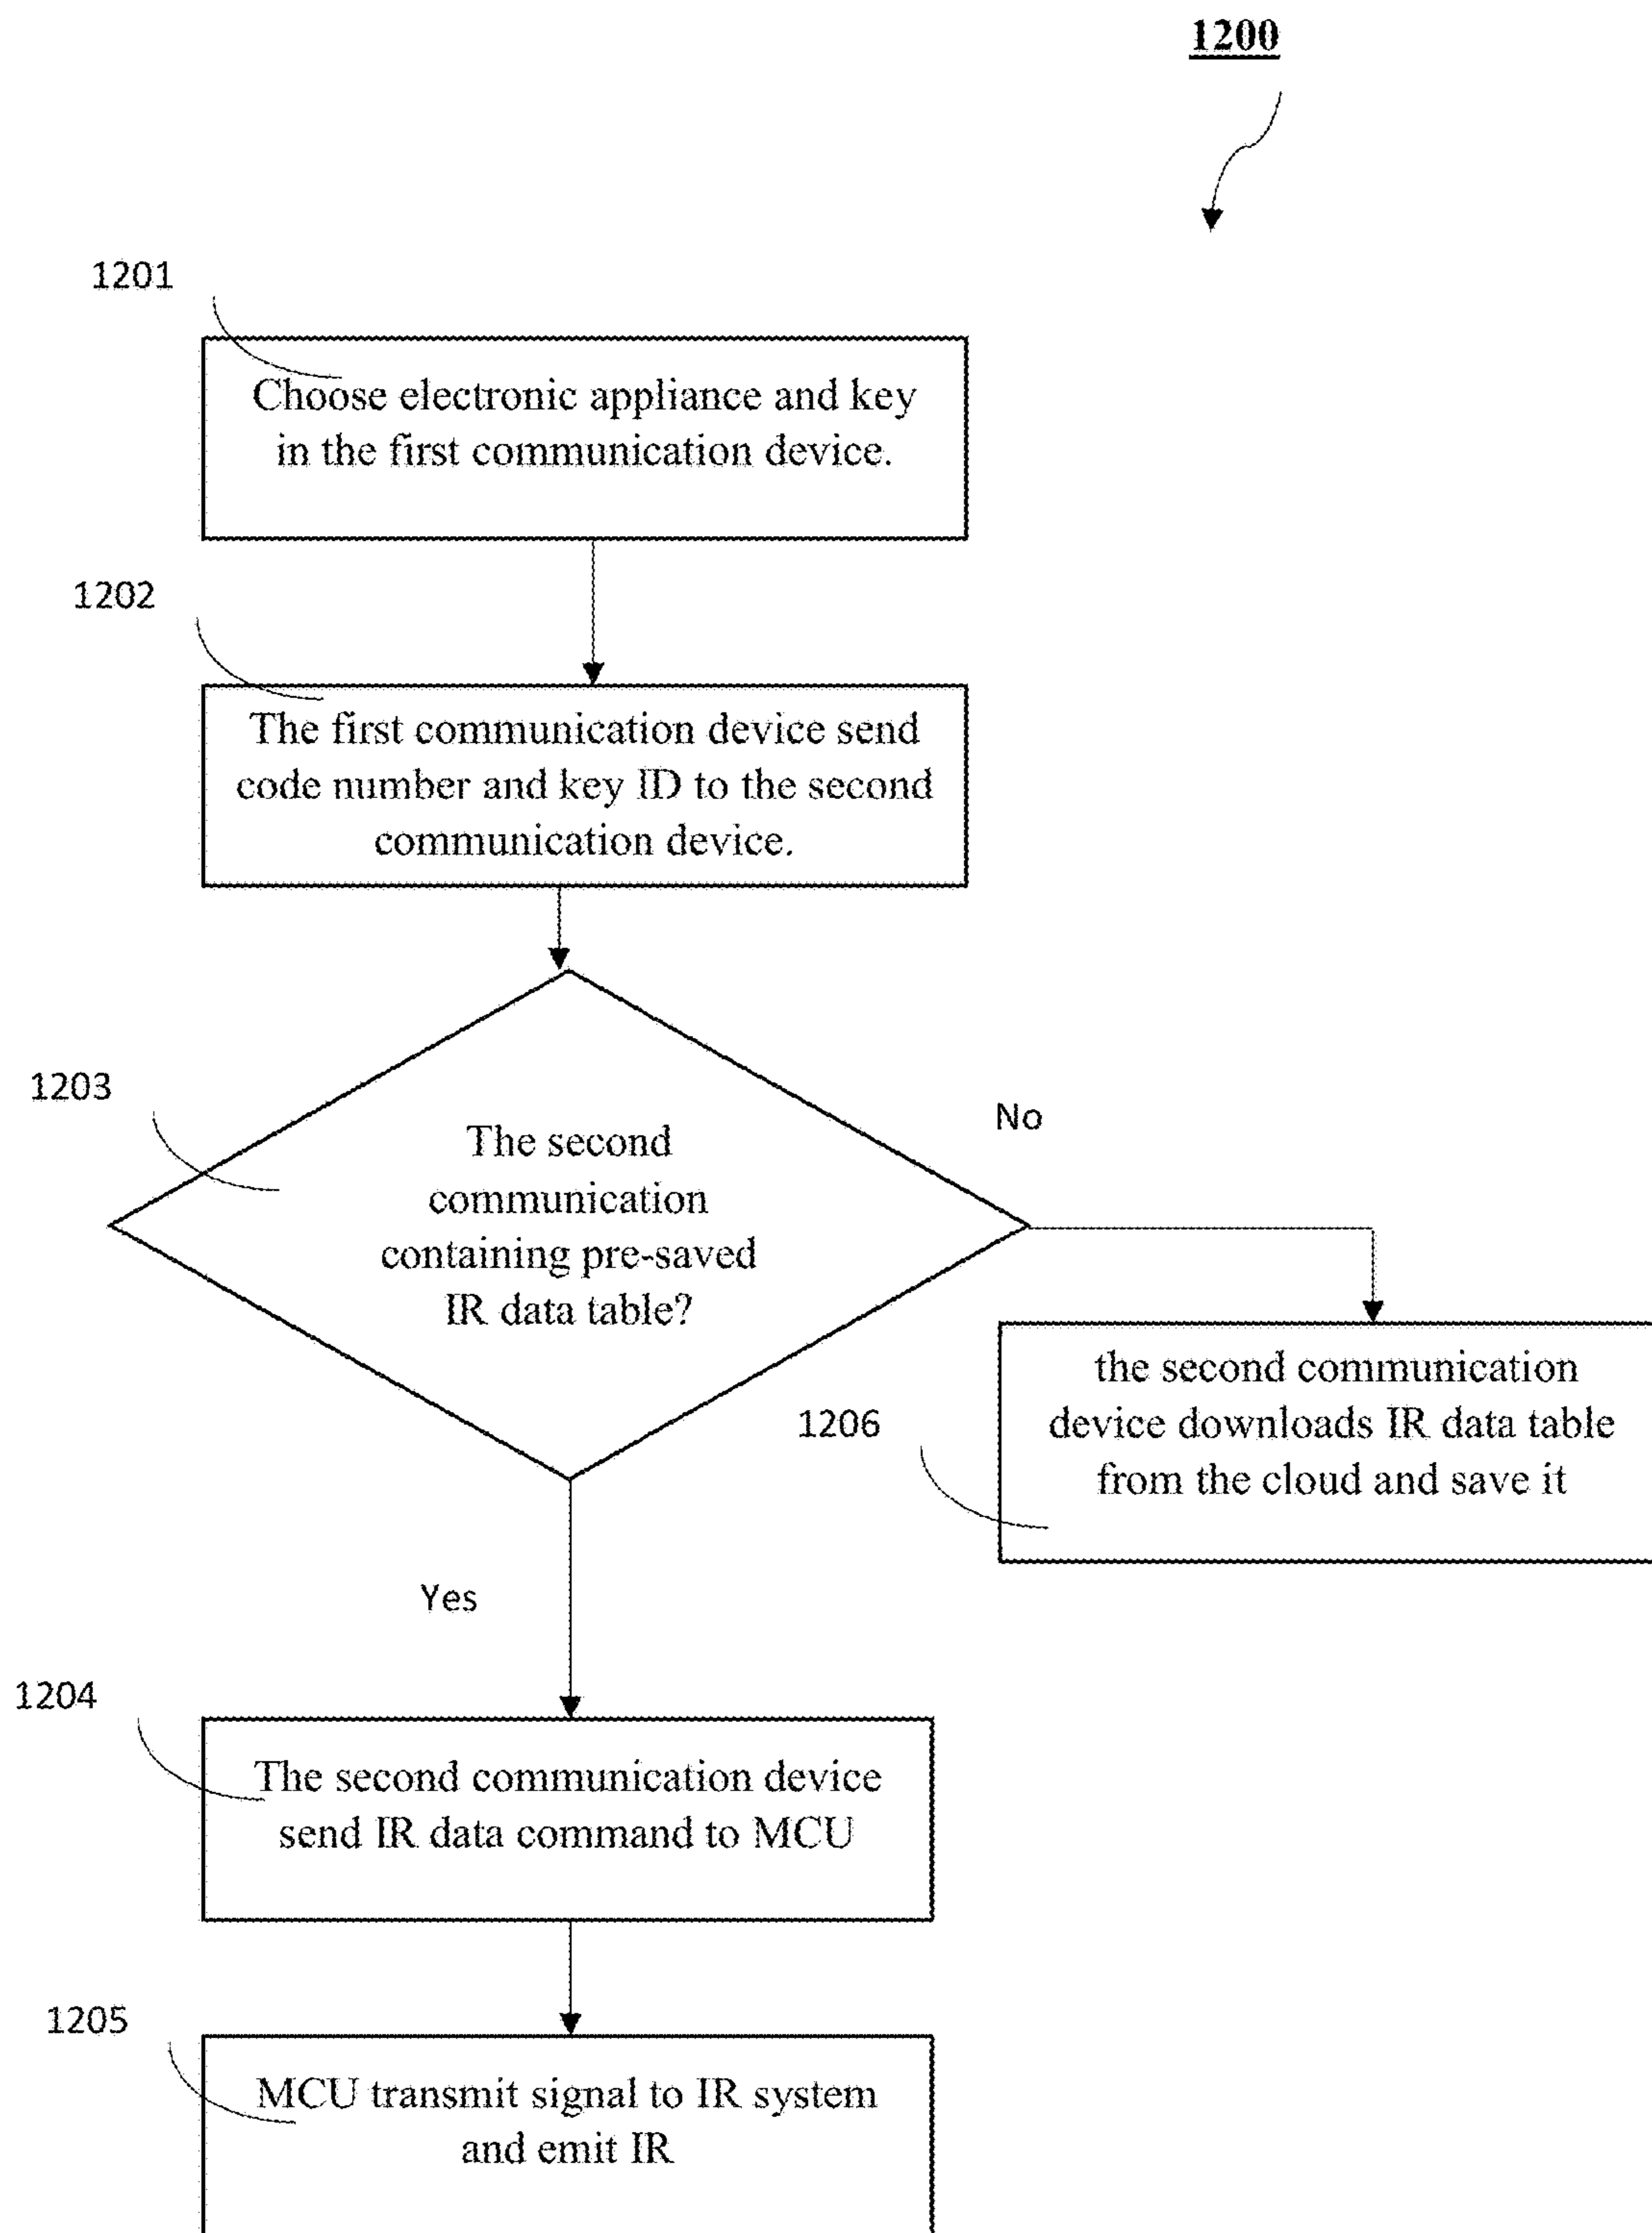 1200
1201
Choose electronic appliance and key
in the first communication device.
1202
The first communication device send
code number and key ID to the second
communication device.
1203
The second
communication
containing pre-saved
IR data table?
No
the second communication
device downloads IR data table
from the cloud and save it
1206
Yes
1204
The second communication device
send IR data command to MCU
1205
MCU transmit signal to IR system
and emit IR